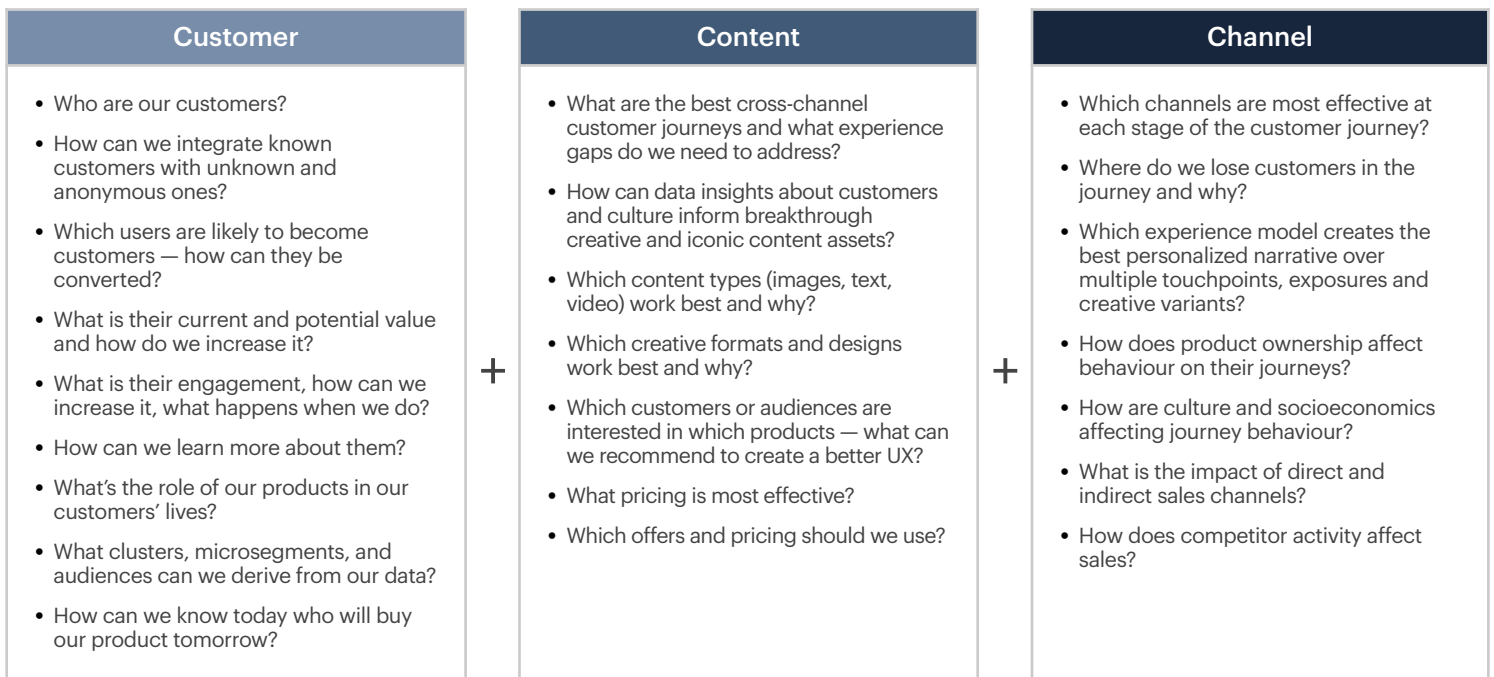 Customer
• Who are our customers?
• How can we integrate known
customers with unknown and
anonymous ones?
• Which users are likely to become
customers — how can they be
converted?
• What is their current and potential value
and how do we increase it?
• What is their engagement, how can we
increase it, what happens when we do?
• How can we learn more about them?
• What’s the role of our products in our
customers’ lives?
• What clusters, microsegments, and
audiences can we derive from our data?
• How can we know today who will buy
our product tomorrow?
+
Content
• What are the best cross-channel
customer journeys and what experience
gaps do we need to address?
• How can data insights about customers
and culture inform breakthrough
creative and iconic content assets?
• Which content types (images, text,
video) work best and why?
• Which creative formats and designs
work best and why?
• Which customers or audiences are
interested in which products — what can
we recommend to create a better UX?
• What pricing is most effective?
• Which offers and pricing should we use?
+
Channel
• Which channels are most effective at
each stage of the customer journey?
• Where do we lose customers in the
journey and why?
• Which experience model creates the
best personalized narrative over
multiple touchpoints, exposures and
creative variants?
• How does product ownership affect
behaviour on their journeys?
• How are culture and socioeconomics
affecting journey behaviour?
• What is the impact of direct and
indirect sales channels?
• How does competitor activity affect
sales?